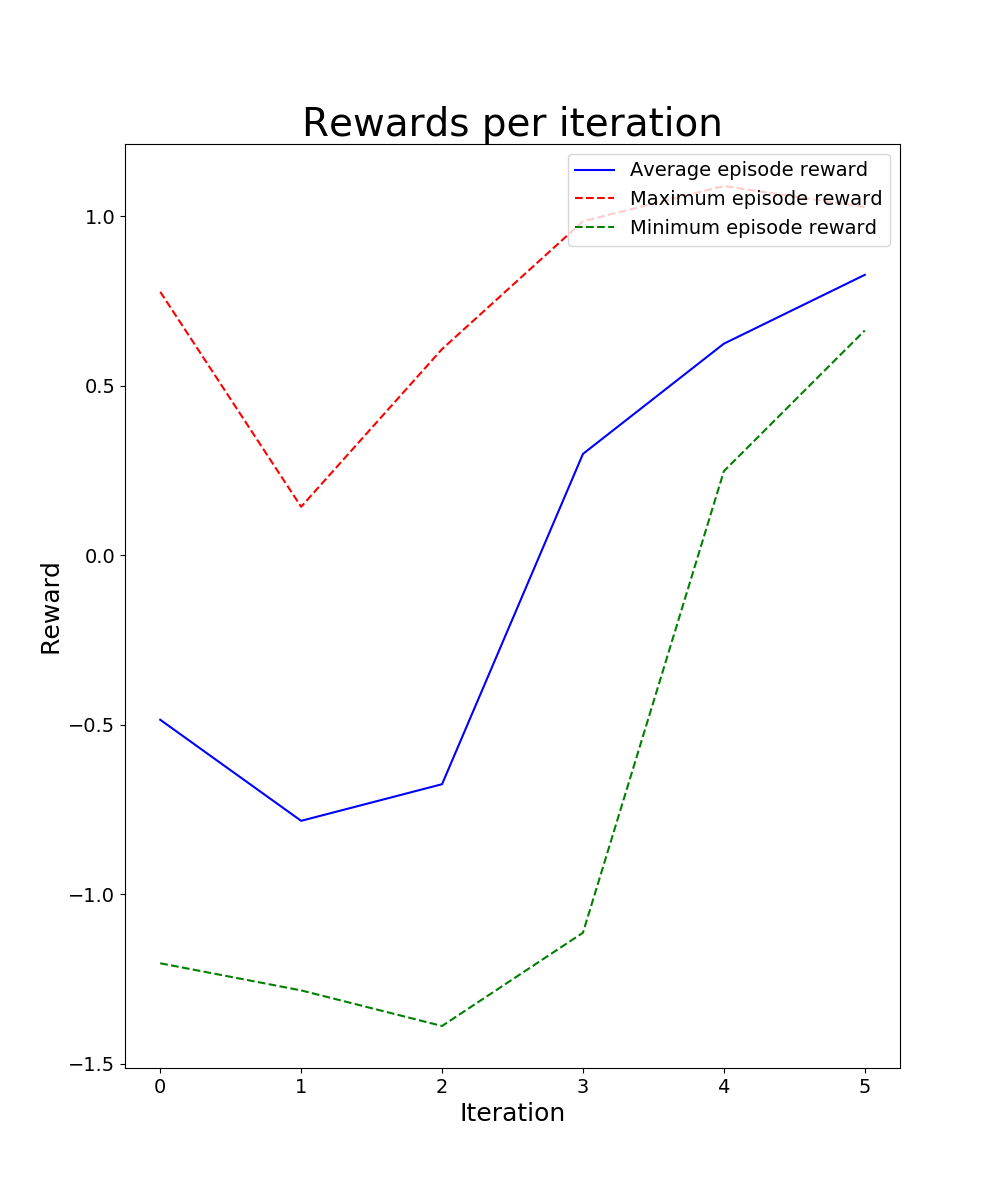 Rewards per iteration
Average episode reward
Maximum episode reward
Minimum episode reward
1.0
0.5
0.0
−0.5
−1.0
−1.5
Reward
0 1 2 3 4 5
Iteration